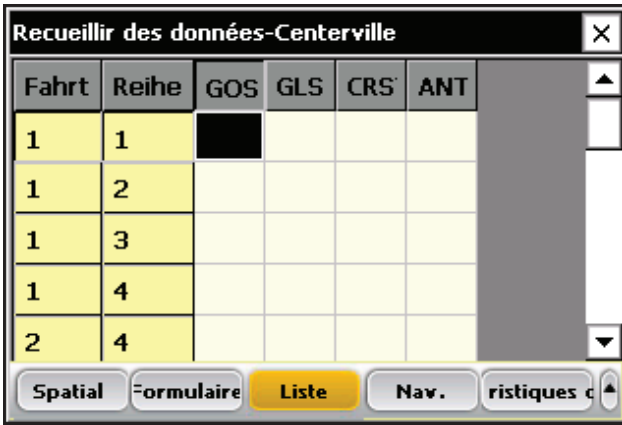 Recueillir des données-Centerville
Fahrt Reihe GOS GLS CRS ANT
1 1
1 2
1 3
1 4
2 4
Spatial Formulaire Liste Nav. ristiques